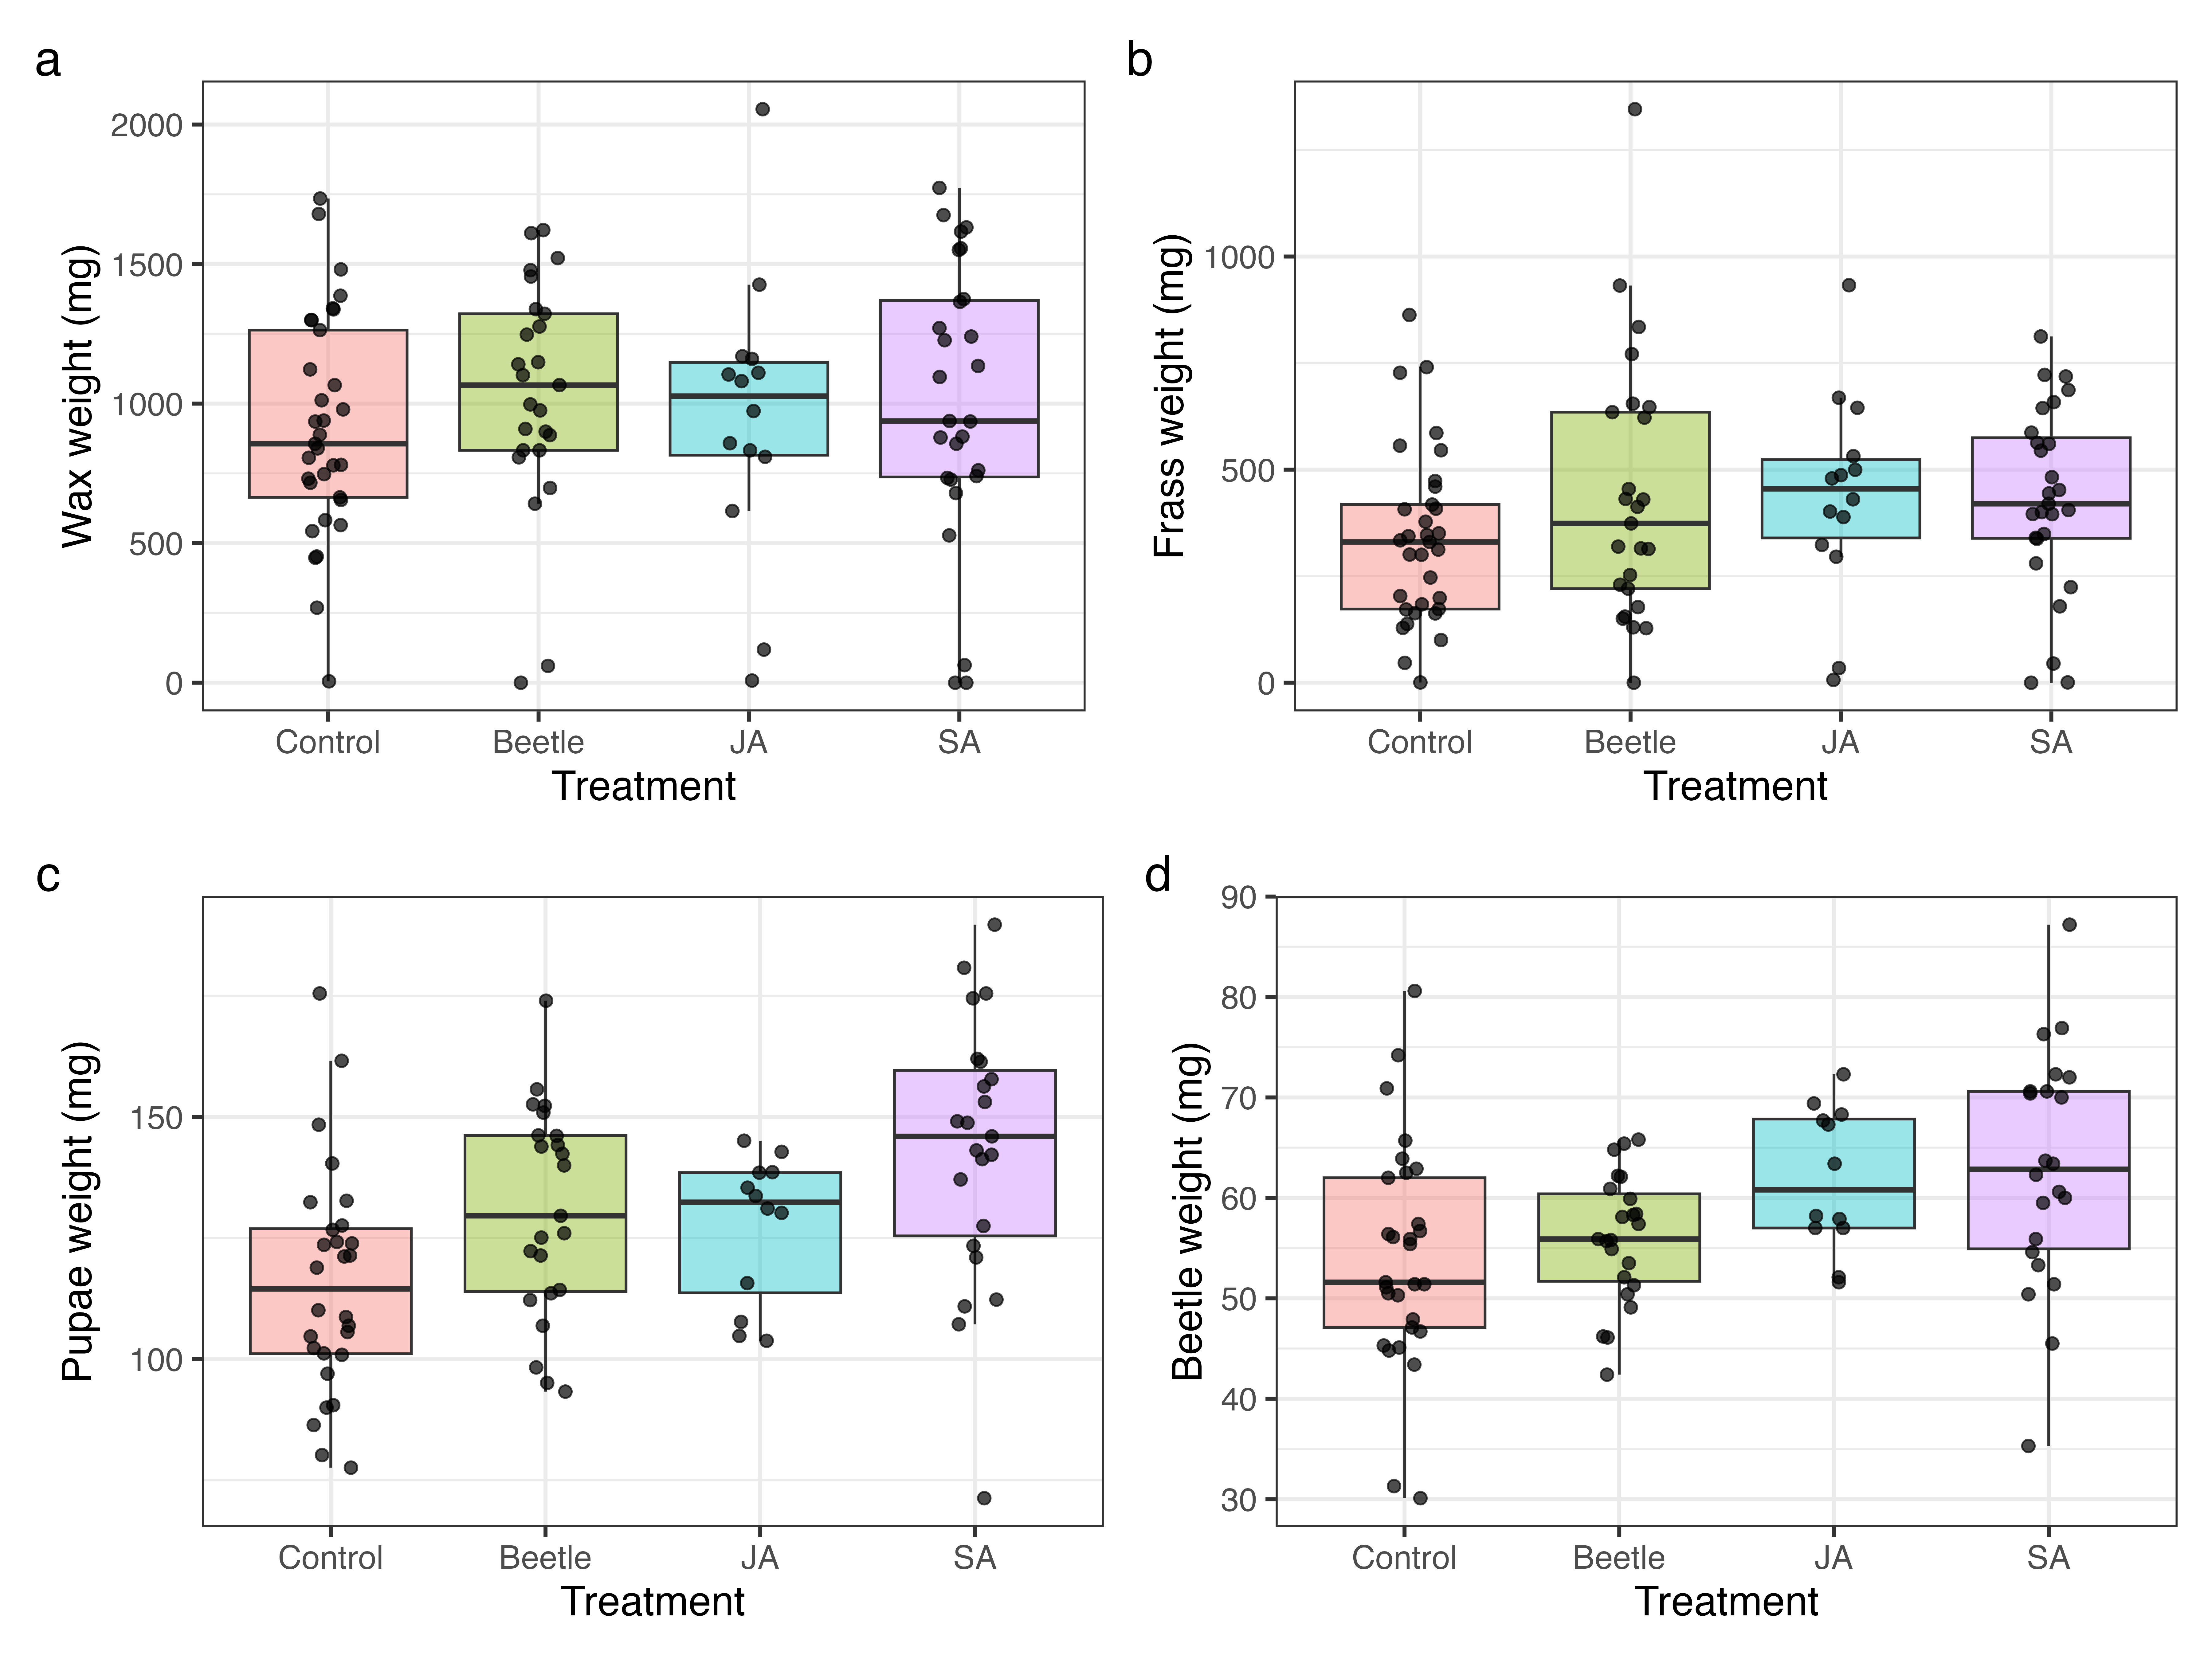 a
Wax weight (mg)
2000
1500
1000
500
0
Control Beetle JA SA
Treatment
b
Frass weight (mg)
1000
500
0
Control Beetle JA SA
Treatment
c
Pupae weight (mg)
150
100
Control Beetle JA SA
Treatment
d
Beetle weight (mg)
90
80
70
60
50
40
30
Control Beetle JA SA
Treatment